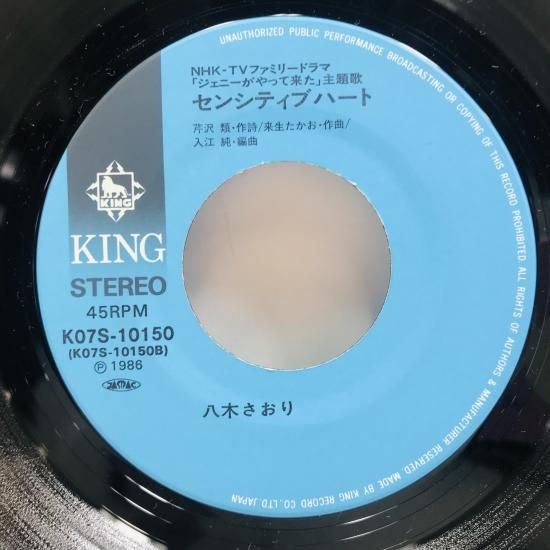 UNAUTHORIZED PUBLIC PERFORMANCE BROADCASTING OR COPYING OF THIS RECORD PROHIBITED. ALL RIGHTS OF MANUFACTURER RESERVED. MADE BY KING RECORD CO., LTD. JAPAN
NHK-TVファミリードラマ
「ジェニーがやって来た」主題歌
センシティブハート
芹沢 類・作詩/来生たかお・作曲/
入江 純・編曲
KING
KING
STEREO
45RPM
K07S-10150
(K07S-10150B)
Ⓟ 1986
JASRAC
八木さおり